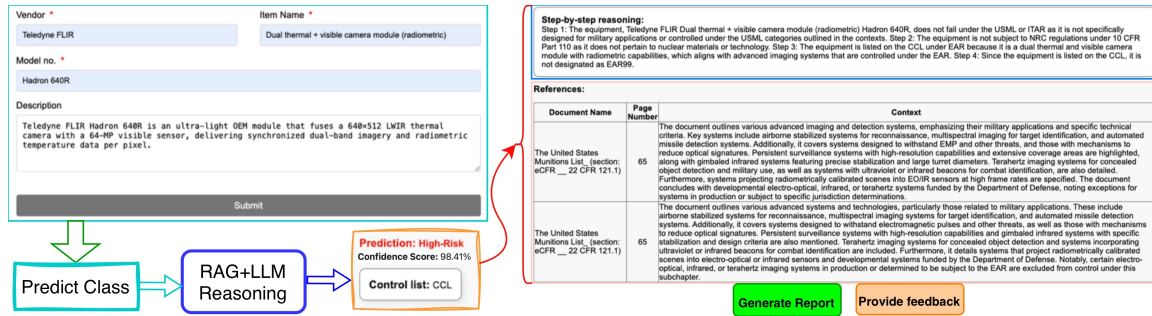 Vendor *
Item Name *
Teledyne FLIR
Dual thermal + visible camera module (radiometric)
Model no. *
Hadron 640R
Description
Teledyne FLIR Hadron 640R is an ultra-light OEM module that fuses a 640×512 LWIR thermal
camera with a 64-MP visible sensor, delivering synchronized dual-band imagery and radiometric
temperature data per pixel.
Submit
Predict Class
RAG+LLM
Reasoning
Prediction: High-Risk
Confidence Score: 98.41%
Control list: CCL
Step-by-step reasoning:
Step 1: The equipment, Teledyne FLIR Dual thermal + visible camera module (radiometric) Hadron 640R, does not fall under the USML or ITAR as it is not specifically
designed for military applications or controlled under the USML categories outlined in the contexts. Step 2: The equipment is not subject to NRC regulations under 10 CFR
Part 110 as it does not pertain to nuclear materials or technology. Step 3: The equipment is listed on the CCL under EAR because it is a dual thermal and visible camera
module with radiometric capabilities, which aligns with advanced imaging systems that are controlled under the EAR. Step 4: Since the equipment is listed on the CCL, it is
not designated as EAR99.
References:
Document Name
Page
Number
Context
The United States
Munitions List_ (section:
eCFR __ 22 CFR 121.1)
65
The document outlines various advanced imaging and detection systems, emphasizing their military applications and specific technical
criteria. Key systems include airborne stabilized systems for reconnaissance, multispectral imaging for target identification, and automated
missile detection systems. Additionally, it covers systems designed to withstand EMP and other threats, and those with mechanisms to
reduce optical signatures. Persistent surveillance systems with high-resolution capabilities and extensive coverage areas are highlighted,
along with gimbaled infrared systems featuring precise stabilization and large turret diameters. Terahertz imaging systems for concealed
object detection and military use, as well as systems with ultraviolet or infrared beacons for combat identification, are also detailed.
Furthermore, systems projecting radiometrically calibrated scenes into EO/IR sensors at high frame rates are specified. The document
concludes with developmental electro-optical, infrared, or terahertz systems funded by the Department of Defense, noting exceptions for
systems in production or subject to specific jurisdiction determinations.
The United States
Munitions List_ (section:
eCFR __ 22 CFR 121.1)
65
The document outlines various advanced systems and technologies, particularly those related to military applications. These include
airborne stabilized systems for reconnaissance, multispectral imaging systems for target identification, and automated missile detection
systems. Additionally, it covers systems designed to withstand electromagnetic pulses and other threats, as well as those with mechanisms
to reduce optical signatures. Persistent surveillance systems with high-resolution capabilities and gimbaled infrared systems with specific
stabilization and design criteria are also mentioned. Terahertz imaging systems for concealed object detection and systems incorporating
ultraviolet or infrared beacons for combat identification are included. Furthermore, it details systems that project radiometrically calibrated
scenes into electro-optical or infrared sensors and developmental systems funded by the Department of Defense. Notably, certain electro-
optical, infrared, or terahertz imaging systems in production or determined to be subject to the EAR are excluded from control under this
subchapter.
Generate Report
Provide feedback